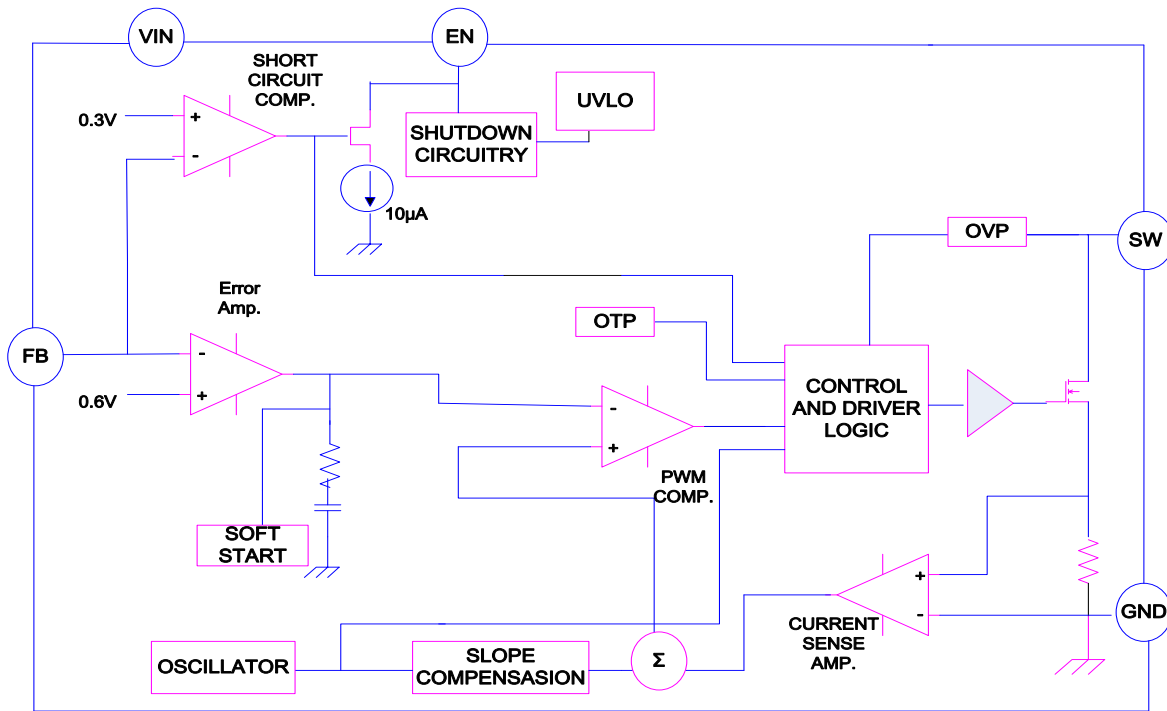 VIN
EN
SHORT
CIRCUIT
COMP.
UVLO
0.3V
+
-
SHUTDOWN
CIRCUITRY
10µA
OVP
SW
Error
Amp.
OTP
FB
-
+
0.6V
CONTROL
AND DRIVER
LOGIC
-
+
PWM
COMP.
SOFT
START
+
-
GND
CURRENT
SENSE
AMP.
OSCILLATOR
SLOPE
COMPENSASION
Σ